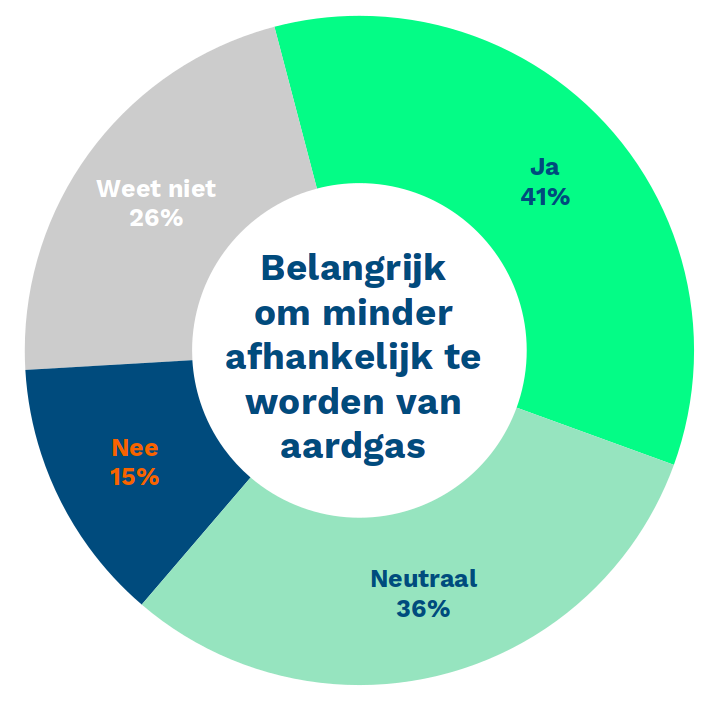 Ja
41%
Weet niet
26%
Belangrijk
om minder
afhankelijk te
worden van
aardgas
Nee
15%
Neutraal
36%